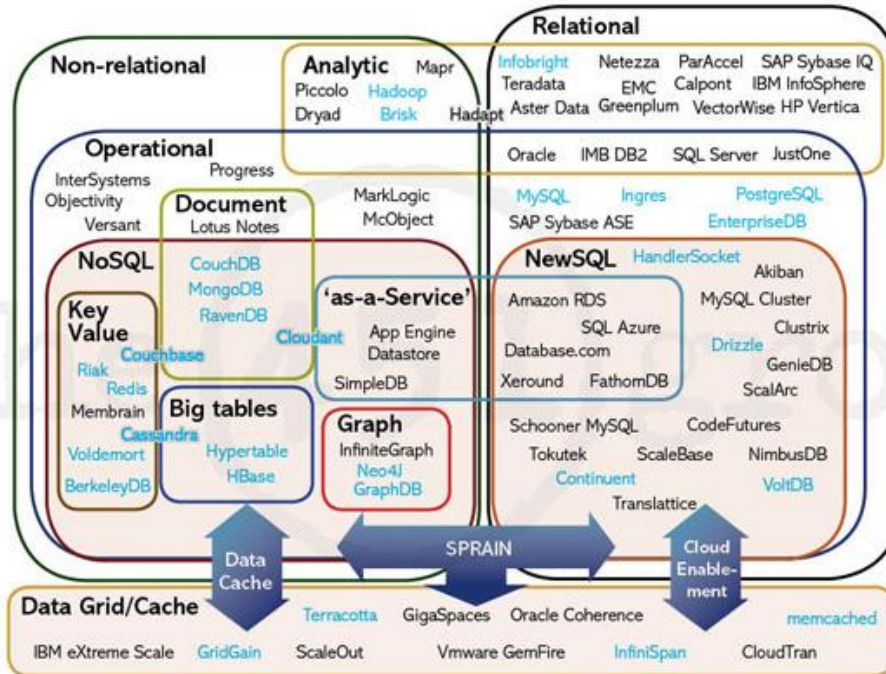 Relational
Non-relational
Analytic
Mapr
Piccolo
Hadoop
Dryad
Brisk
Hadapt
Infobright
Netezza
ParAccel
SAP Sybase IQ
Teradata
EMC
Calpont
IBM InfoSphere
Aster Data
Greenplum
VectorWise
HP Vertica
Operational
Oracle
IMB DB2
SQL Server
JustOne
InterSystems
Progress
Objectivity
Versant
Document
Lotus Notes
MarkLogic
McObject
MySQL
Ingres
PostgreSQL
SAP Sybase ASE
EnterpriseDB
NoSQL
CouchDB
MongoDB
RavenDB
Key
Value
Couchbase
Riak
Redis
Membrain
Cassandra
Voldemort
BerkeleyDB
Cloudant
Big tables
Hypertable
HBase
'as-a-Service'
App Engine
Datastore
SimpleDB
Graph
InfiniteGraph
Neo4J
GraphDB
NewSQL
HandlerSocket
Akiban
Amazon RDS
MySQL Cluster
SQL Azure
Clustrix
Database.com
Drizzle
GenieDB
Xeround
FathomDB
ScalArc
Schooner MySQL
CodeFutures
Tokutek
ScaleBase
NimbusDB
Continuent
VoltDB
Translattice
Data
Cache
SPRAIN
Cloud
Enable-
ment
Data Grid/Cache
Terracotta
GigaSpaces
Oracle Coherence
memcached
IBM eXtreme Scale
GridGain
ScaleOut
Vmware GemFire
InfiniSpan
CloudTran